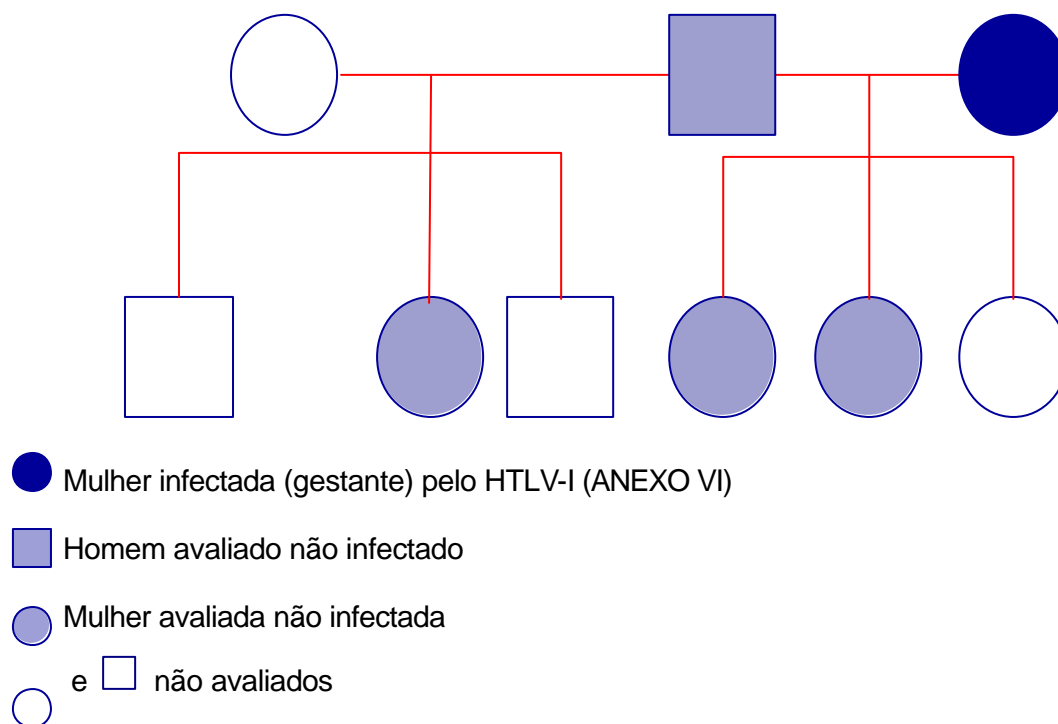 Mulher infectada (gestante) pelo HTLV-I (ANEXO VI)
Homem avaliado não infectado
Mulher avaliada não infectada
e não avaliados